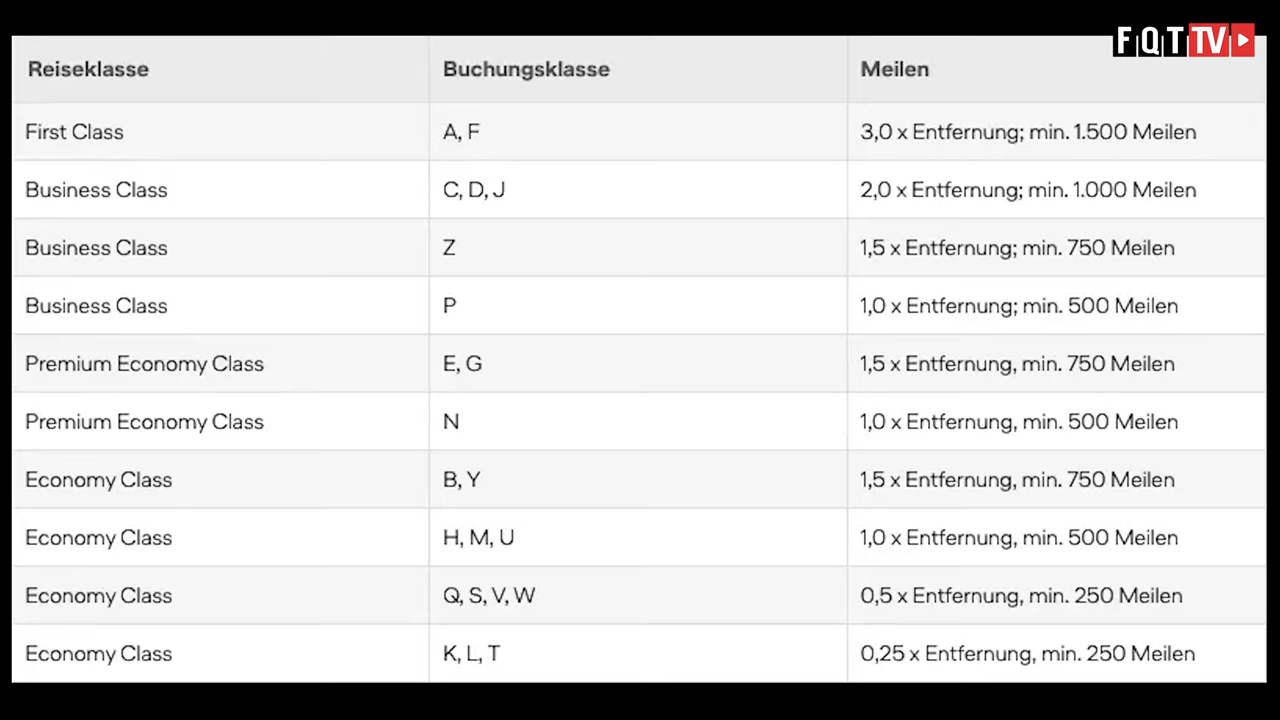 FQT TV
Reiseklasse Buchungsklasse Meilen
First Class A, F 3,0 x Entfernung; min. 1.500 Meilen
Business Class C, D, J 2,0 x Entfernung; min. 1.000 Meilen
Business Class Z 1,5 x Entfernung; min. 750 Meilen
Business Class P 1,0 x Entfernung; min. 500 Meilen
Premium Economy Class E, G 1,5 x Entfernung, min. 750 Meilen
Premium Economy Class N 1,0 x Entfernung, min. 500 Meilen
Economy Class B, Y 1,5 x Entfernung, min. 750 Meilen
Economy Class H, M, U 1,0 x Entfernung, min. 500 Meilen
Economy Class Q, S, V, W 0,5 x Entfernung, min. 250 Meilen
Economy Class K, L, T 0,25 x Entfernung, min. 250 Meilen